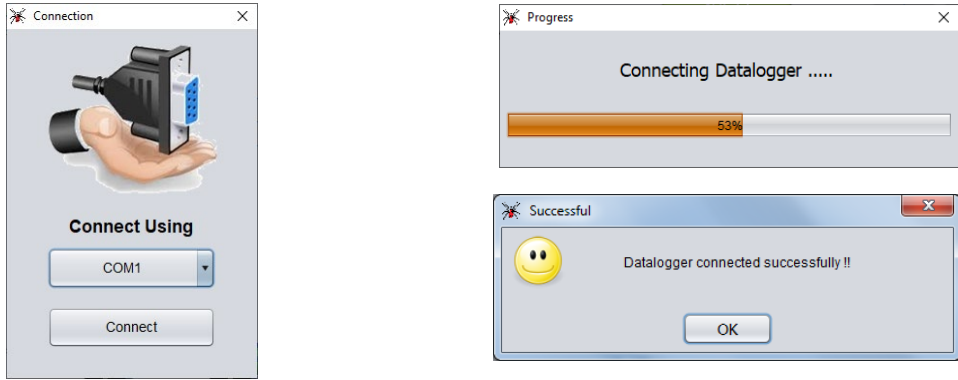 Connection
Connect Using
COM1
Connect
Progress
Connecting Datalogger .....
53%
Successful
Datalogger connected successfully !!
OK